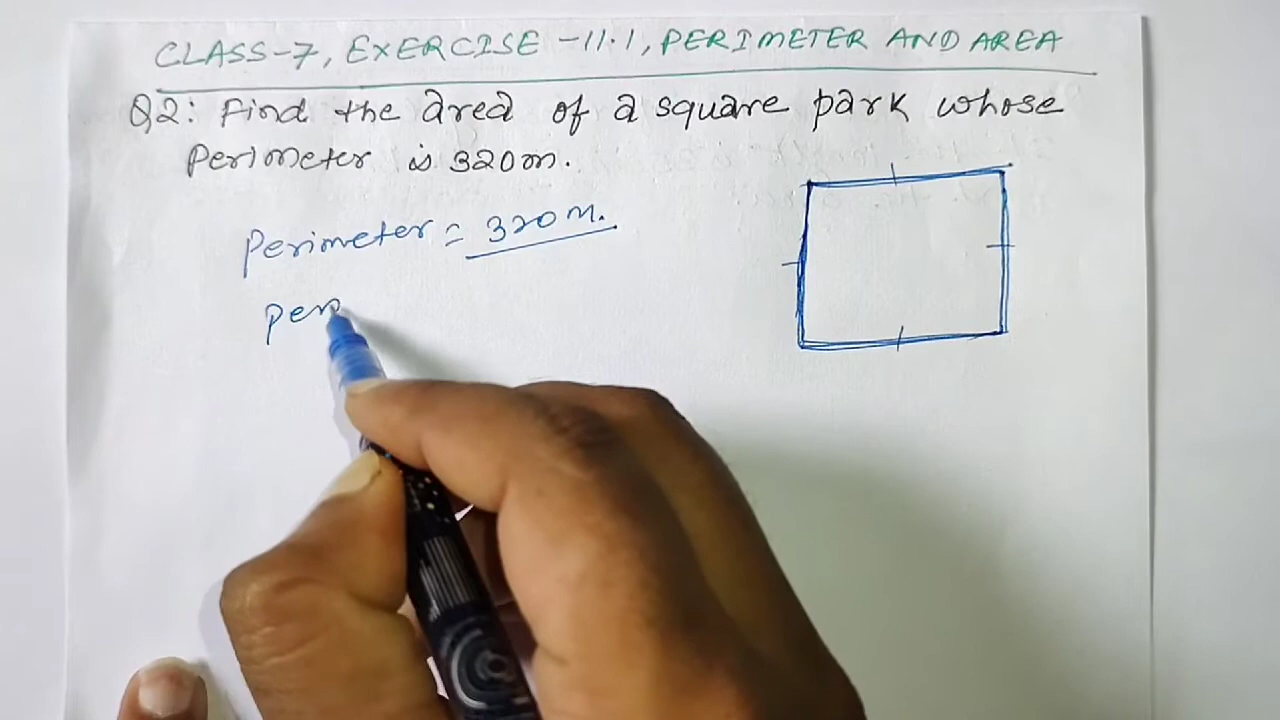 CLASS-7, EXERCISE-11.1, PERIMETER AND AREA
Q2: Find the area of a square park whose
Perimeter is 320m.
Perimeter = 320m.
Per